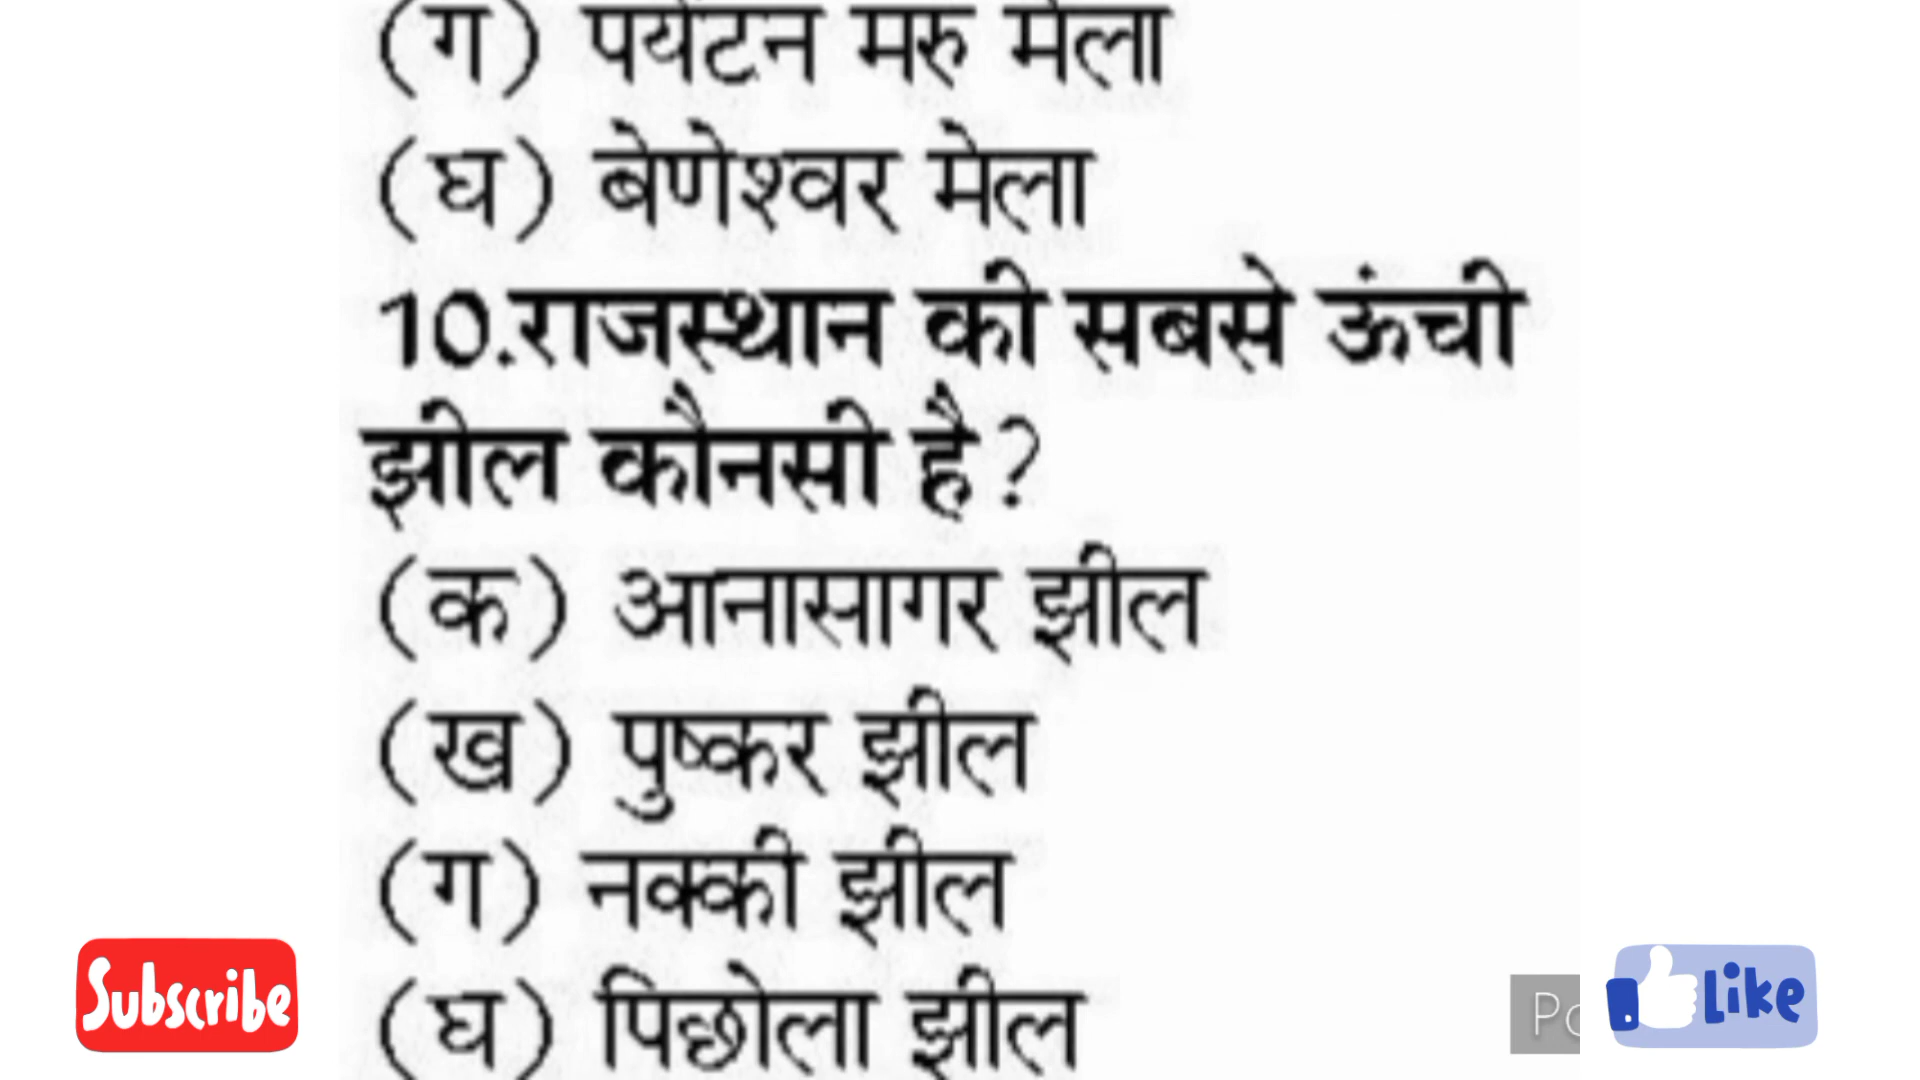 (ग) पर्यटन मरु मेला
(घ) बेणेश्वर मेला
10.राजस्थान की सबसे ऊंची
झील कौनसी है?
(क) आनासागर झील
(ख) पुष्कर झील
(ग) नक्की झील
(घ) पिछोला झील
Subscribe
Like